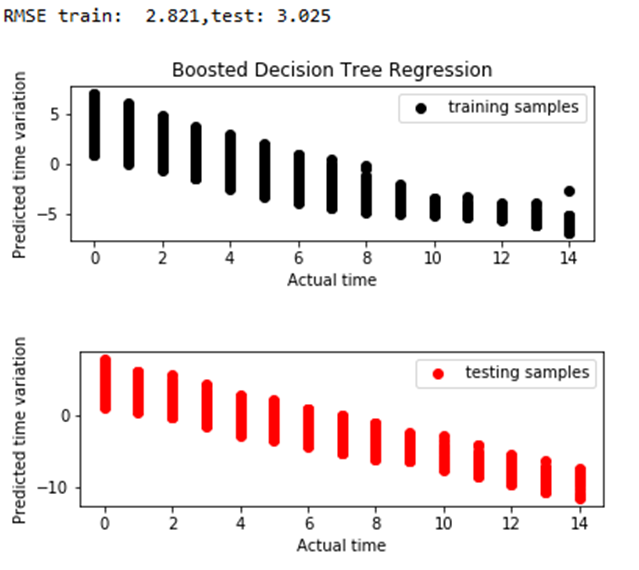 RMSE train:  2.821,test: 3.025
Boosted Decision Tree Regression
training samples
Predicted time variation
5
0
−5
0 2 4 6 8 10 12 14
Actual time
testing samples
Predicted time variation
0
−10
0 2 4 6 8 10 12 14
Actual time